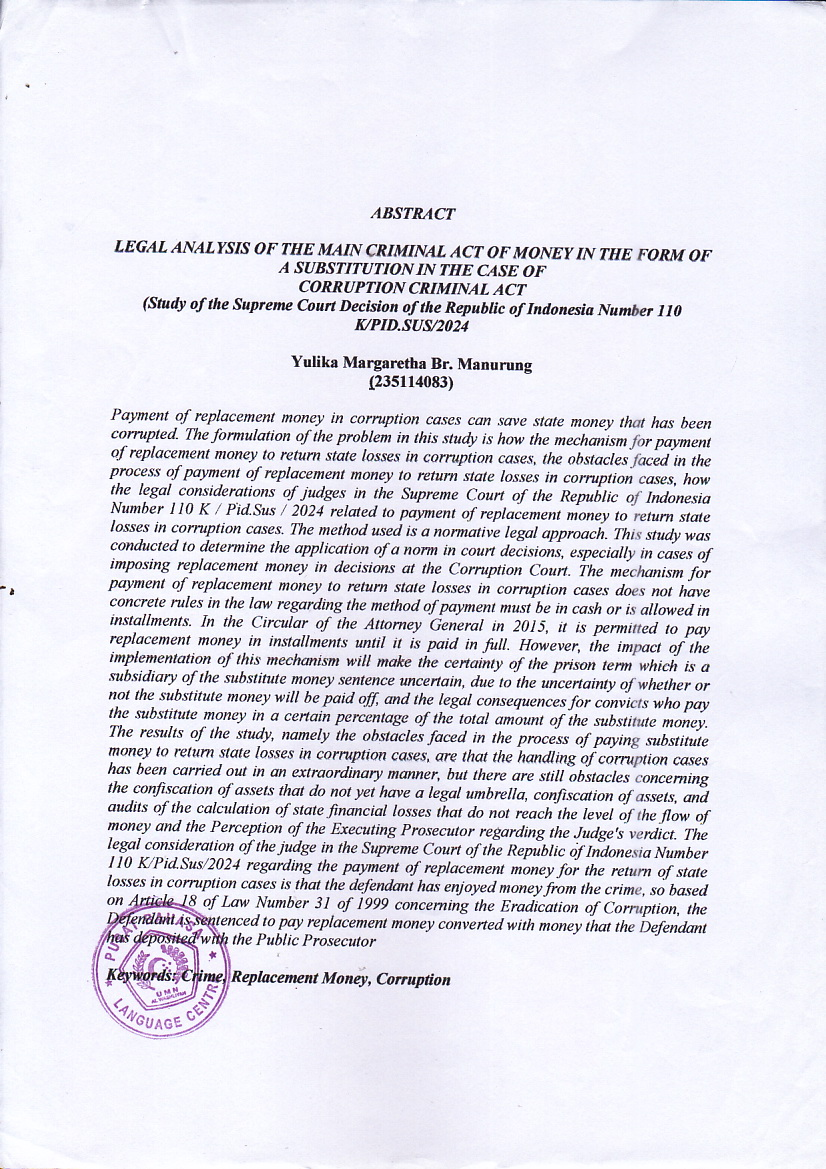 ABSTRACT
LEGAL ANALYSIS OF THE MAIN CRIMINAL ACT OF MONEY IN THE FORM OF
A SUBSTITUTION IN THE CASE OF
CORRUPTION CRIMINAL ACT
(Study of the Supreme Court Decision of the Republic of Indonesia Number 110
K/PID.SUS/2024
Yulika Margaretha Br. Manurung
(235114083)
Payment of replacement money in corruption cases can save state money that has been
corrupted. The formulation of the problem in this study is how the mechanism for payment
of replacement money to return state losses in corruption cases, the obstacles faced in the
process of payment of replacement money to return state losses in corruption cases, how
the legal considerations of judges in the Supreme Court of the Republic of Indonesia
Number 110 K / Pid.Sus / 2024 related to payment of replacement money to return state
losses in corruption cases. The method used is a normative legal approach. This study was
conducted to determine the application of a norm in court decisions, especially in cases of
imposing replacement money in decisions at the Corruption Court. The mechanism for
payment of replacement money to return state losses in corruption cases does not have
concrete rules in the law regarding the method of payment must be in cash or is allowed in
installments. In the Circular of the Attorney General in 2015, it is permitted to pay
replacement money in installments until it is paid in full. However, the impact of the
implementation of this mechanism will make the certainty of the prison term which is a
subsidiary of the substitute money sentence uncertain, due to the uncertainty of whether or
not the substitute money will be paid off, and the legal consequences for convicts who pay
the substitute money in a certain percentage of the total amount of the substitute money.
The results of the study, namely the obstacles faced in the process of paying substitute
money to return state losses in corruption cases, are that the handling of corruption cases
has been carried out in an extraordinary manner, but there are still obstacles concerning
the confiscation of assets that do not yet have a legal umbrella, confiscation of assets, and
audits of the calculation of state financial losses that do not reach the level of the flow of
money and the Perception of the Executing Prosecutor regarding the Judge's verdict. The
legal consideration of the judge in the Supreme Court of the Republic of Indonesia Number
110 K/Pid.Sus/2024 regarding the payment of replacement money for the return of state
losses in corruption cases is that the defendant has enjoyed money from the crime, so based
on Article 18 of Law Number 31 of 1999 concerning the Eradication of Corruption, the
Defendant is sentenced to pay replacement money converted with money that the Defendant
has deposited with the Public Prosecutor
Keywords: Crime, Replacement Money, Corruption
PUSAT BAHASA
UMN
AL WASHLIYAH
LANGUAGE CENTRE